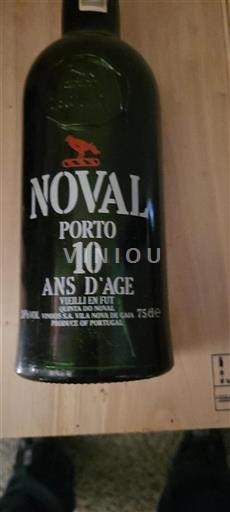 NOVAL
PORTO
10
VINIOU
ANS D'AGE
VIEILLI EN FUT
QUINTA DO NOVAL
VINHOS S.A. VILA NOVA DE GAIA 75cl e
PRODUCE OF PORTUGAL